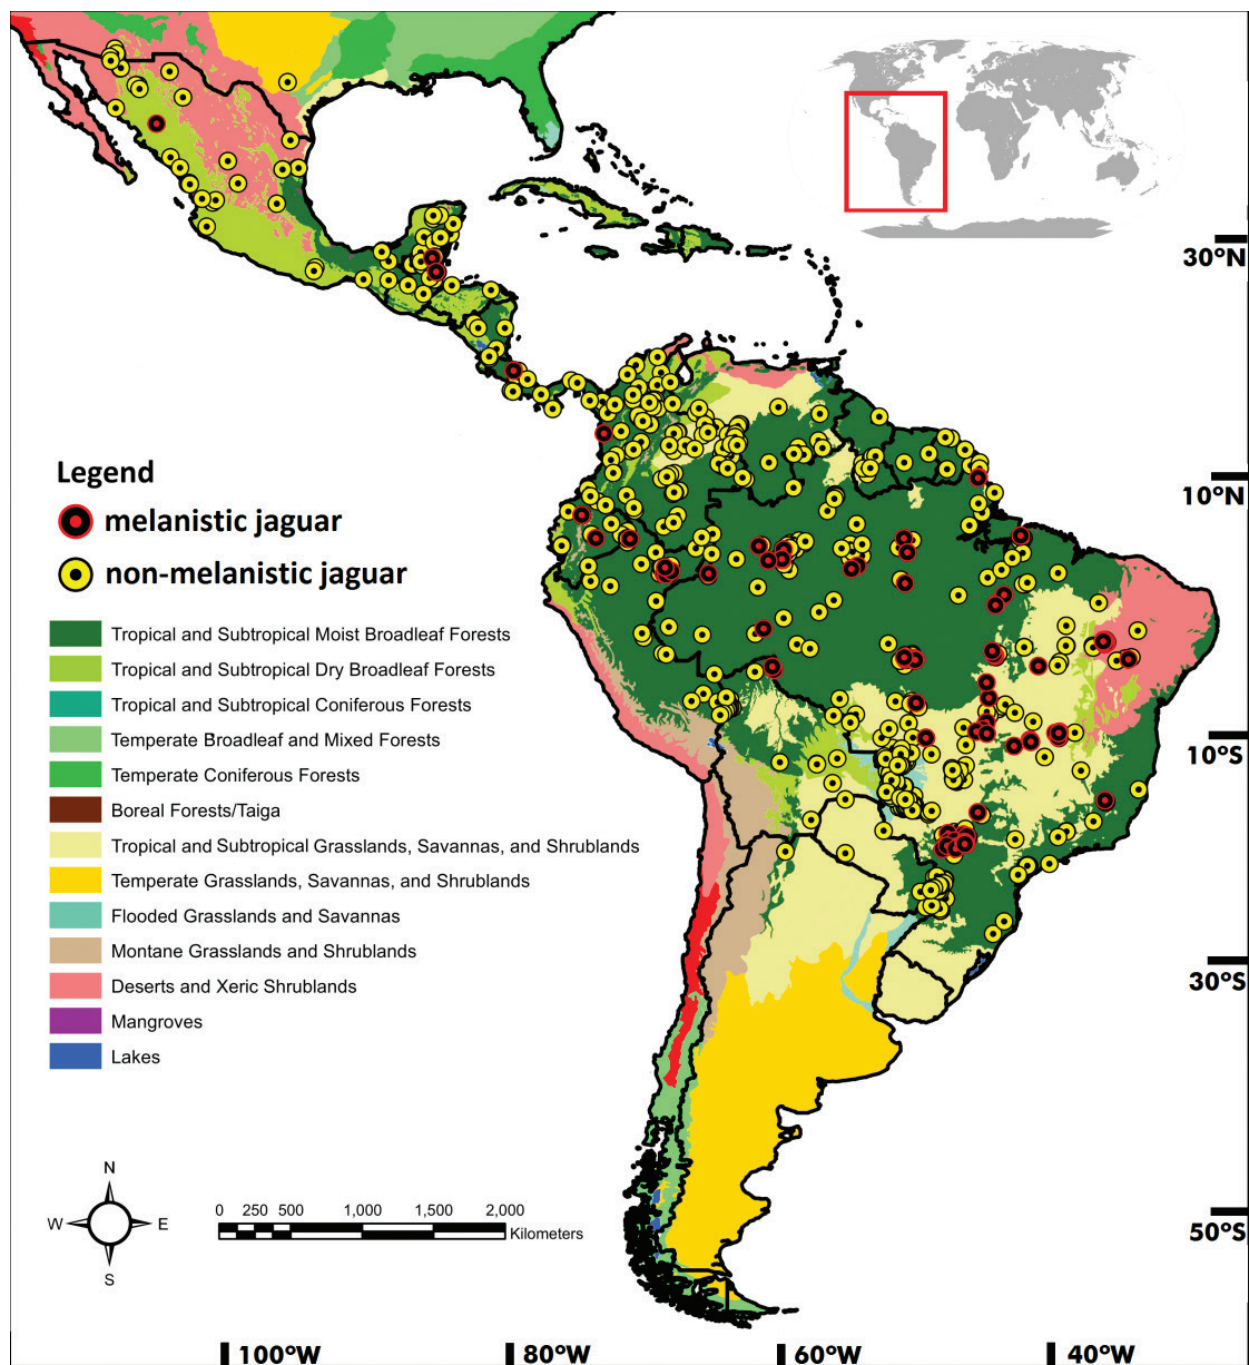 30°N
10°N
Legend
melanistic jaguar
non-melanistic jaguar
Tropical and Subtropical Moist Broadleaf Forests
Tropical and Subtropical Dry Broadleaf Forests
Tropical and Subtropical Coniferous Forests
Temperate Broadleaf and Mixed Forests
Temperate Coniferous Forests
Boreal Forests/Taiga
Tropical and Subtropical Grasslands, Savannas, and Shrublands
Temperate Grasslands, Savannas, and Shrublands
Flooded Grasslands and Savannas
Montane Grasslands and Shrublands
Deserts and Xeric Shrublands
Mangroves
Lakes
10°S
30°S
50°S
N
W E
S
0 250 500 1,000 1,500 2,000
Kilometers
100°W 80°W 60°W 40°W